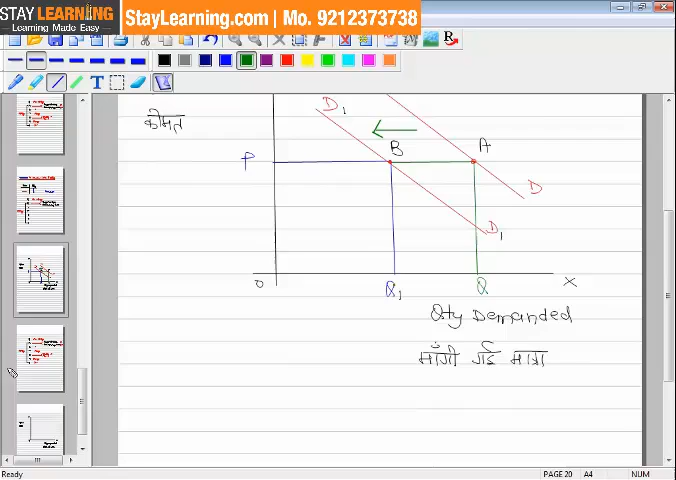 STAY LEARNING
Learning Made Easy
StayLearning.com | Mo. 9212373738
D₁
कीमत
B
A
P
D
D₁
O
Q₁
Q
X
Qty Demanded
मांगी गई मात्रा
Ready
PAGE 20
A4
NUM